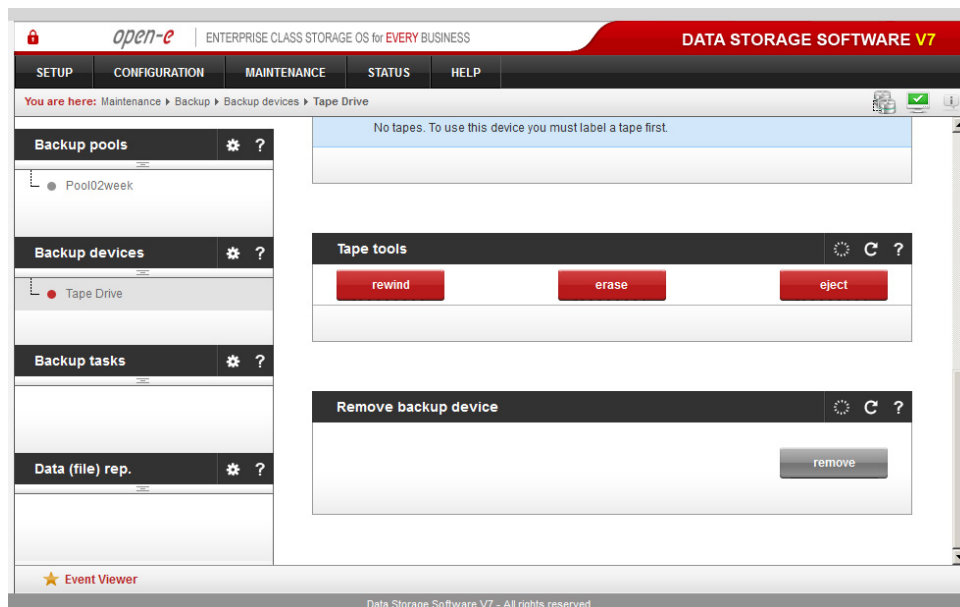 open-e ENTERPRISE CLASS STORAGE OS for EVERY BUSINESS DATA STORAGE SOFTWARE V7
SETUP CONFIGURATION MAINTENANCE STATUS HELP
You are here: Maintenance Backup Backup devices Tape Drive
Backup pools ?
Pool02week
Backup devices ?
Tape Drive
Backup tasks ?
Data (file) rep. ?
No tapes. To use this device you must label a tape first.
Tape tools ?
rewind erase eject
Remove backup device ?
remove
Event Viewer
Data Storage Software V7 - All rights reserved